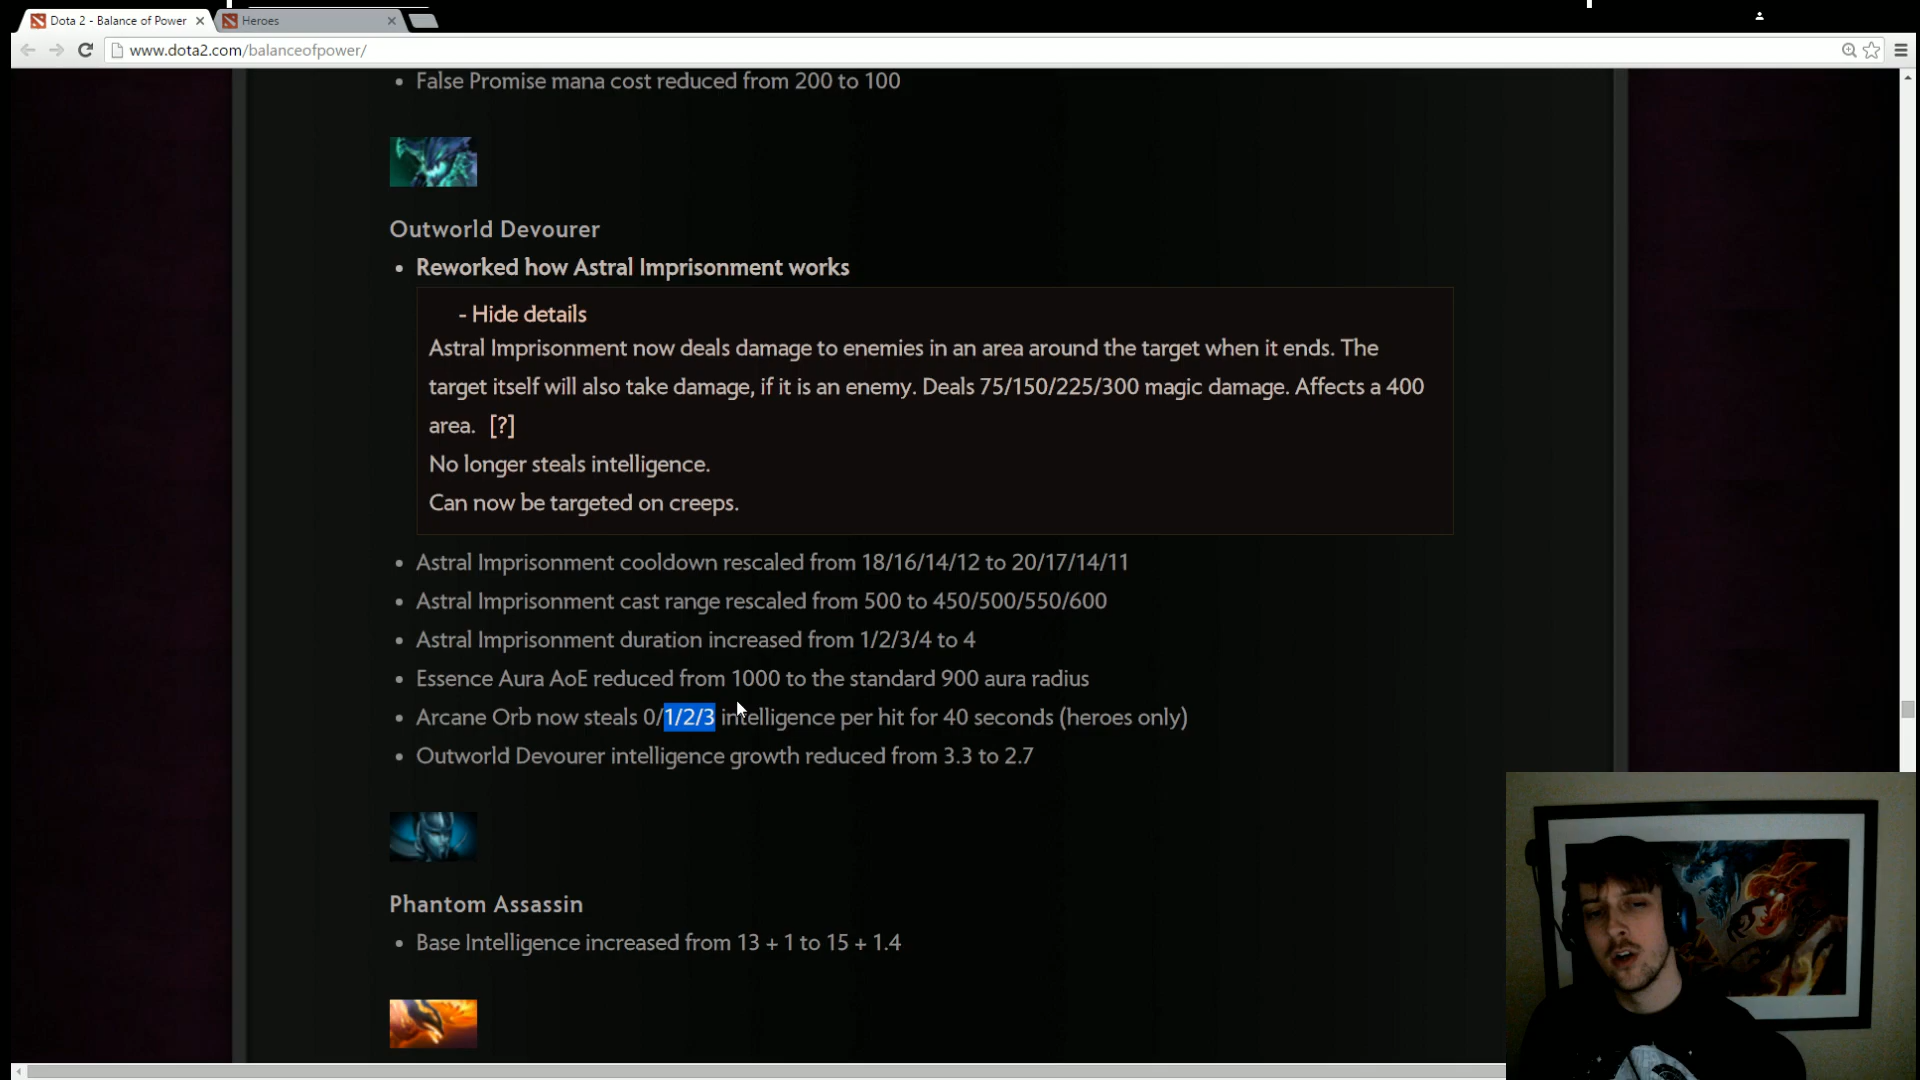 Dota 2 - Balance of Power
Heroes
www.dota2.com/balanceofpower/
• False Promise mana cost reduced from 200 to 100
Outworld Devourer
• Reworked how Astral Imprisonment works
- Hide details
Astral Imprisonment now deals damage to enemies in an area around the target when it ends. The
target itself will also take damage, if it is an enemy. Deals 75/150/225/300 magic damage. Affects a 400
area. [?]
No longer steals intelligence.
Can now be targeted on creeps.
• Astral Imprisonment cooldown rescaled from 18/16/14/12 to 20/17/14/11
• Astral Imprisonment cast range rescaled from 500 to 450/500/550/600
• Astral Imprisonment duration increased from 1/2/3/4 to 4
• Essence Aura AoE reduced from 1000 to the standard 900 aura radius
• Arcane Orb now steals 0/1/2/3 intelligence per hit for 40 seconds (heroes only)
• Outworld Devourer intelligence growth reduced from 3.3 to 2.7
Phantom Assassin
• Base Intelligence increased from 13 + 1 to 15 + 1.4